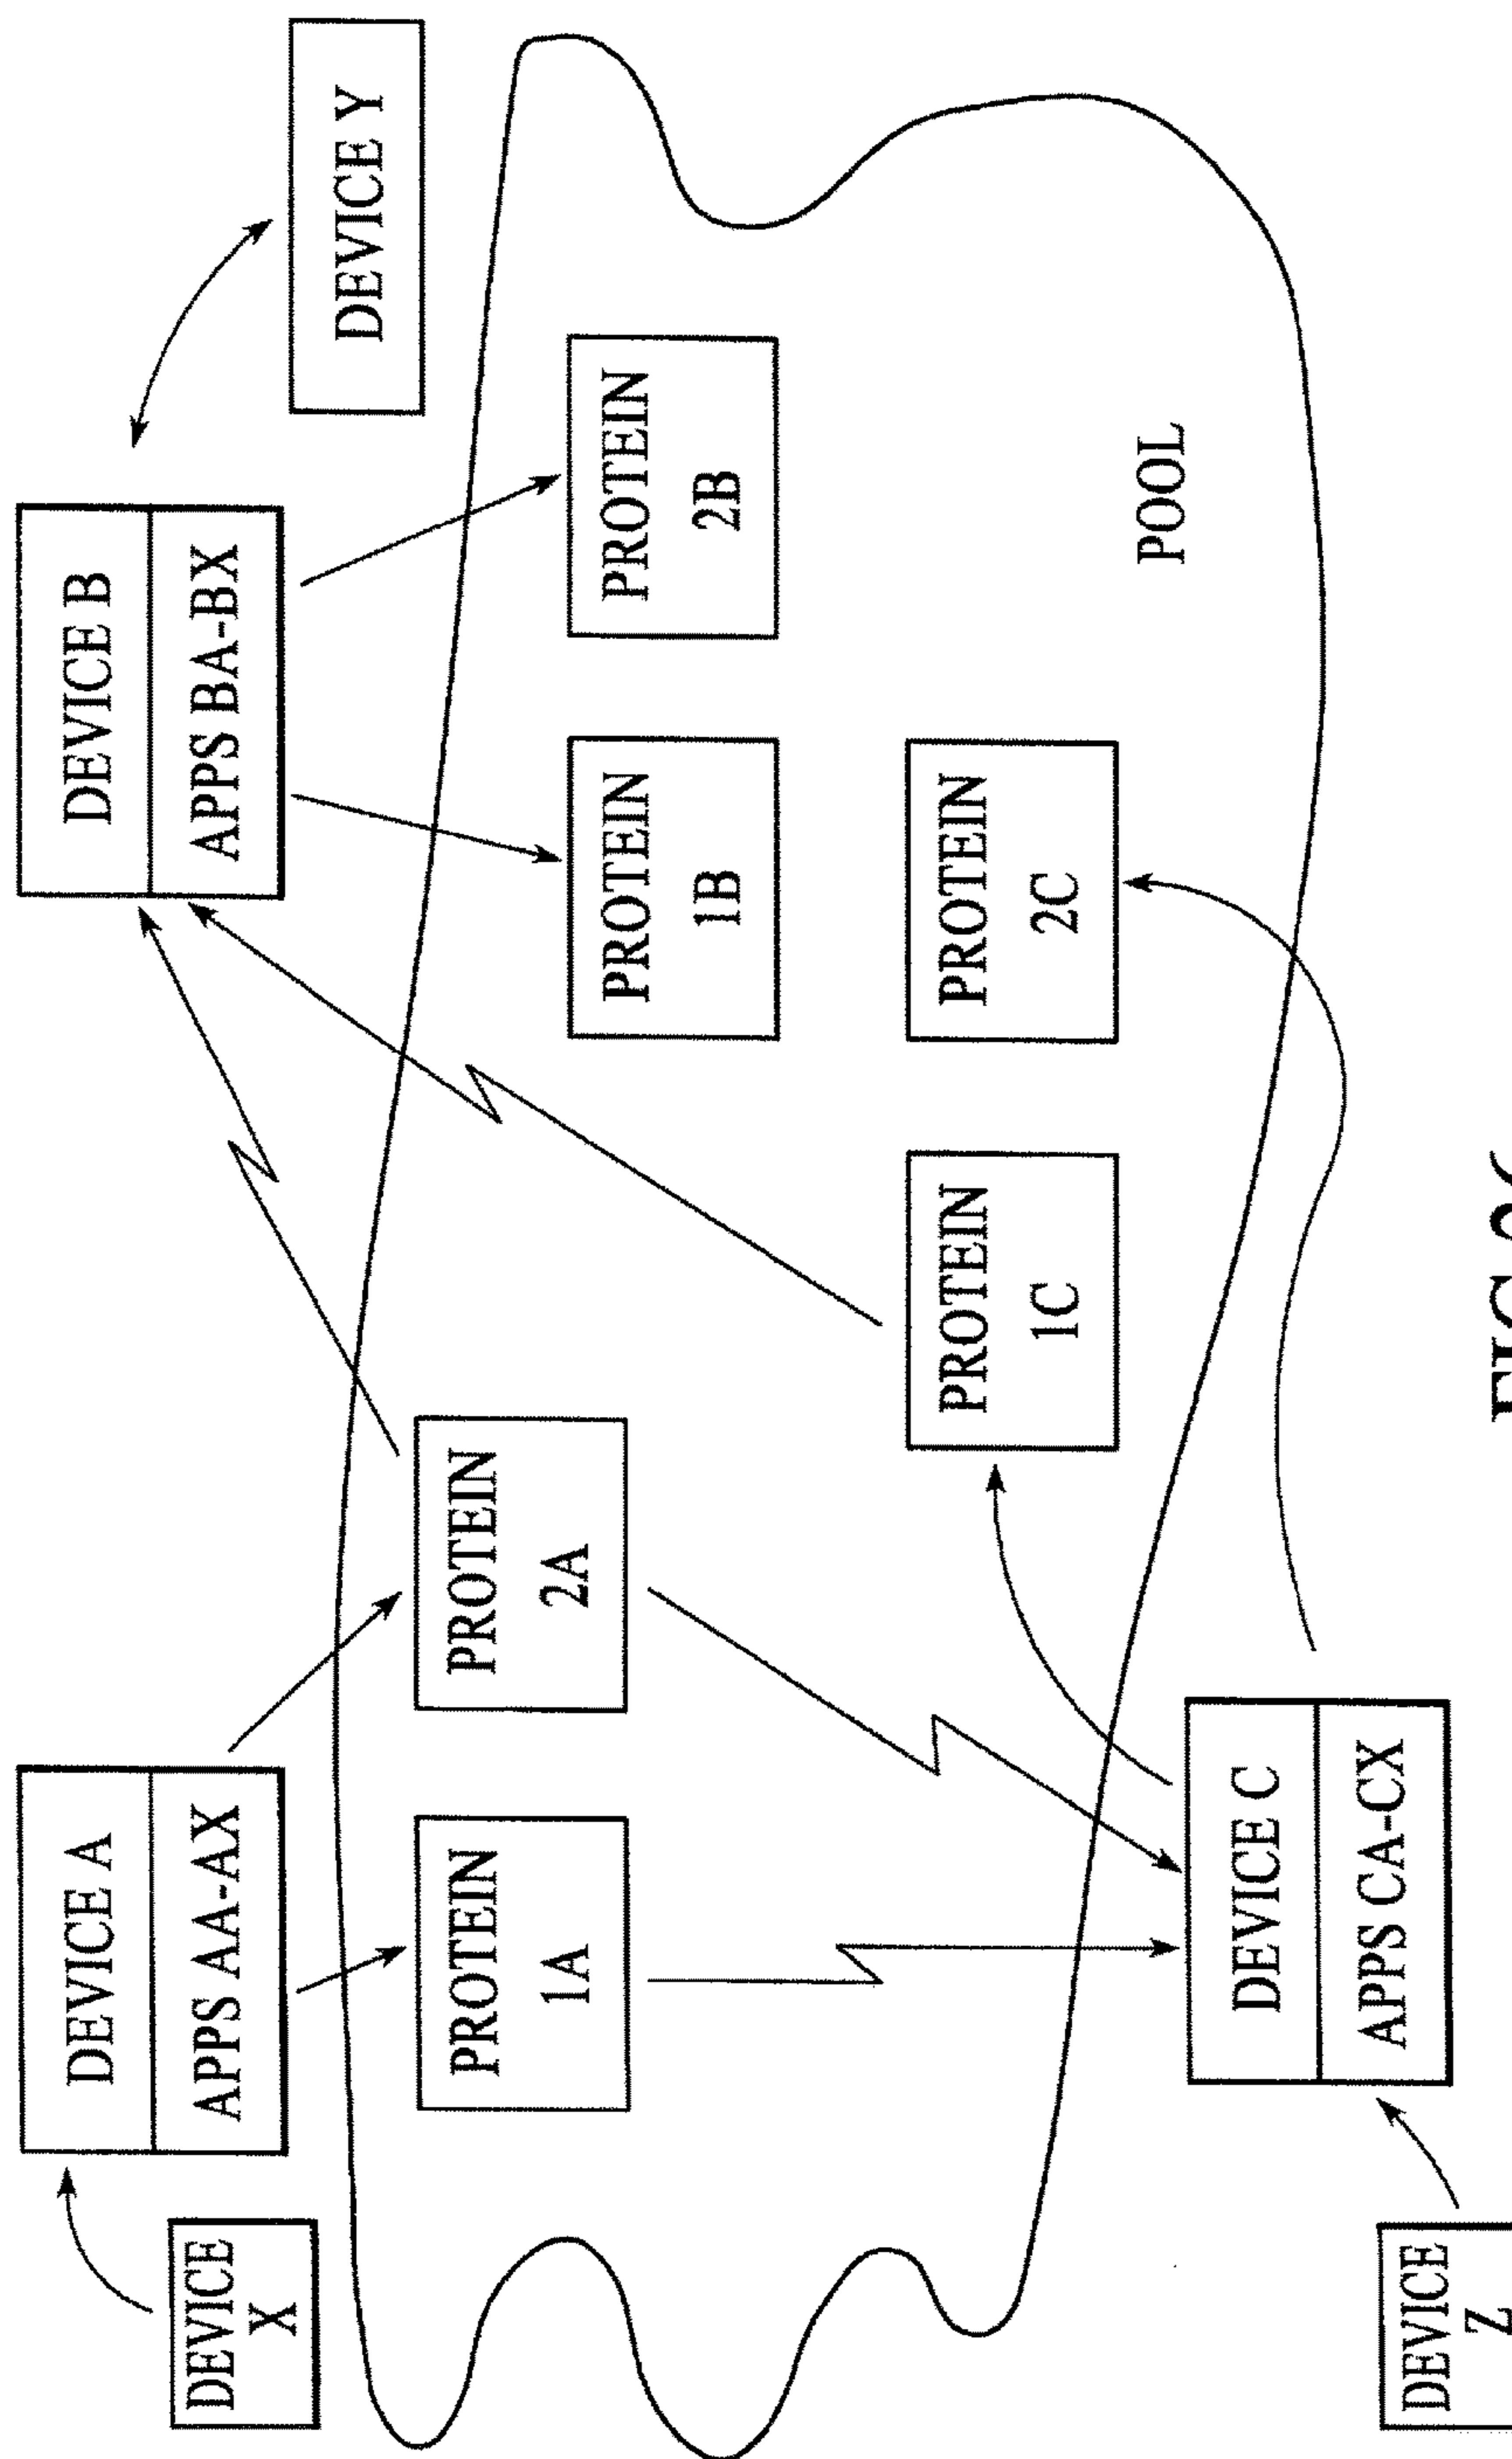 DEVICE
X
DEVICE A
APPS AA-AX
DEVICE B
APPS BA-BX
DEVICE Y
PROTEIN
1A
PROTEIN
2A
PROTEIN
1B
PROTEIN
2B
PROTEIN
1C
PROTEIN
2C
POOL
DEVICE C
APPS CA-CX
DEVICE
Z